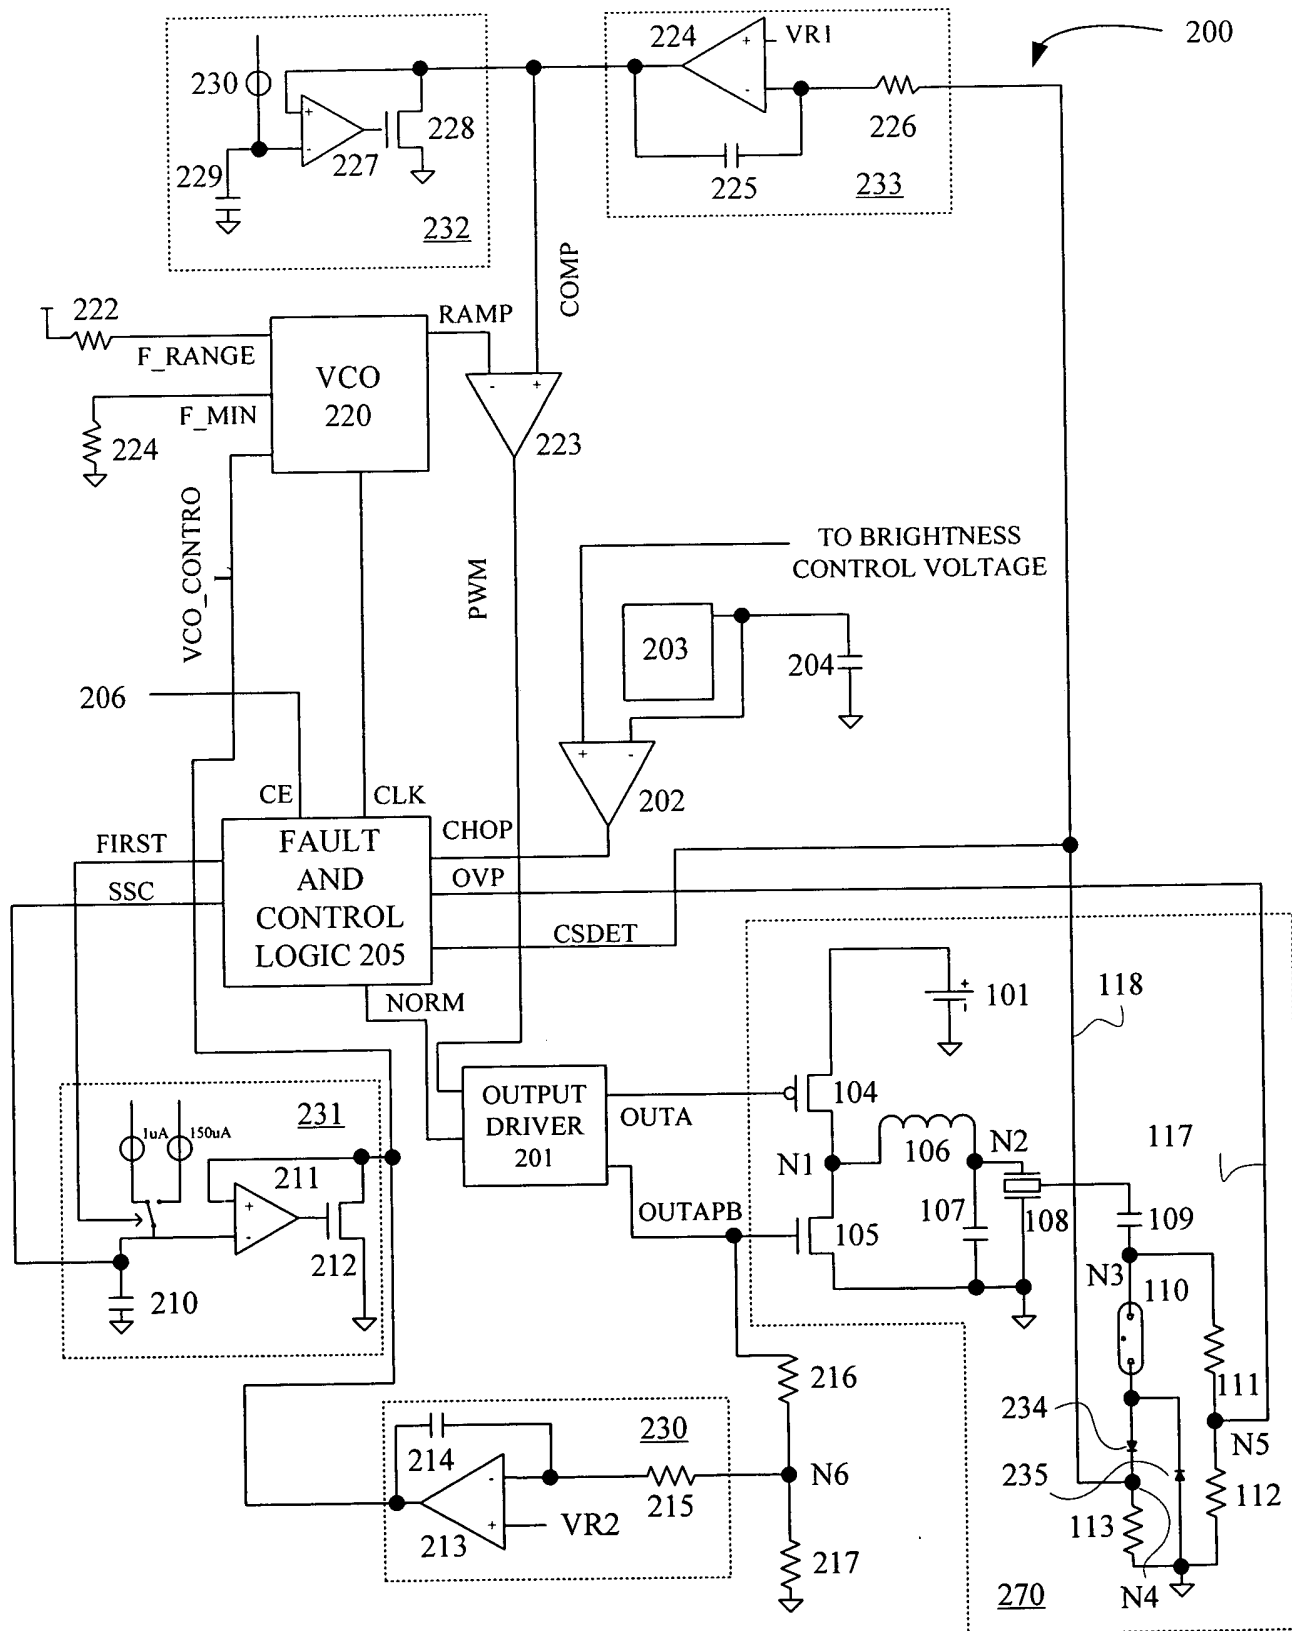 200
224
+
VR1
-
226
225
233
230
+
-
227
228
229
232
COMP
222
F_RANGE
RAMP
VCO
220
F_MIN
224
- +
223
VCO_CONTRO
L
PWM
TO BRIGHTNESS
CONTROL VOLTAGE
203
204
206
+ -
202
CE
CLK
FIRST
SSC
FAULT
AND
CONTROL
LOGIC 205
CHOP
OVP
CSDET
NORM
101
+
-
118
117
OUTPUT
DRIVER
201
OUTA
OUTAPB
104
N1
106
N2
105
107
108
109
N3
110
111
231
1uA
150uA
211
+
-
212
210
216
230
214
-
+
213
215
VR2
N6
217
234
235
N5
112
113
N4
270